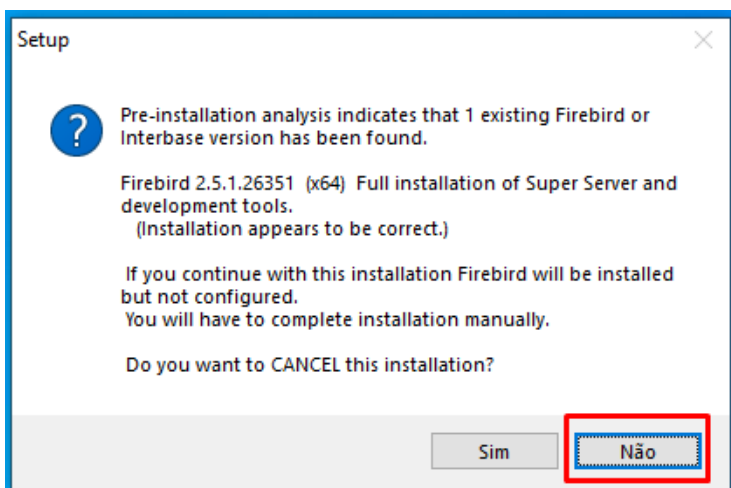 Setup
?
Pre-installation analysis indicates that 1 existing Firebird or
Interbase version has been found.
Firebird 2.5.1.26351 (x64) Full installation of Super Server and
development tools.
(Installation appears to be correct.)
If you continue with this installation Firebird will be installed
but not configured.
You will have to complete installation manually.
Do you want to CANCEL this installation?
Sim
Não